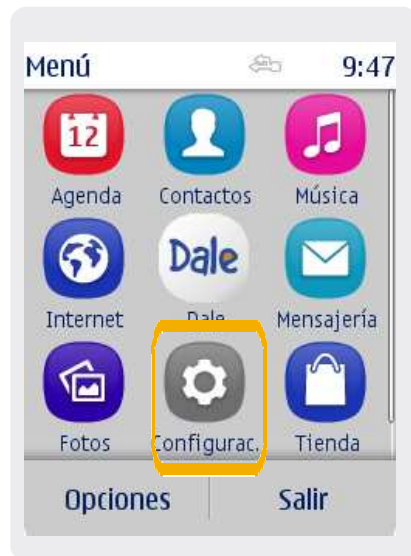 Menú 9:47
12
Agenda Contactos Música
Dale
Internet Dale Mensajería
Fotos Configurac. Tienda
Opciones Salir